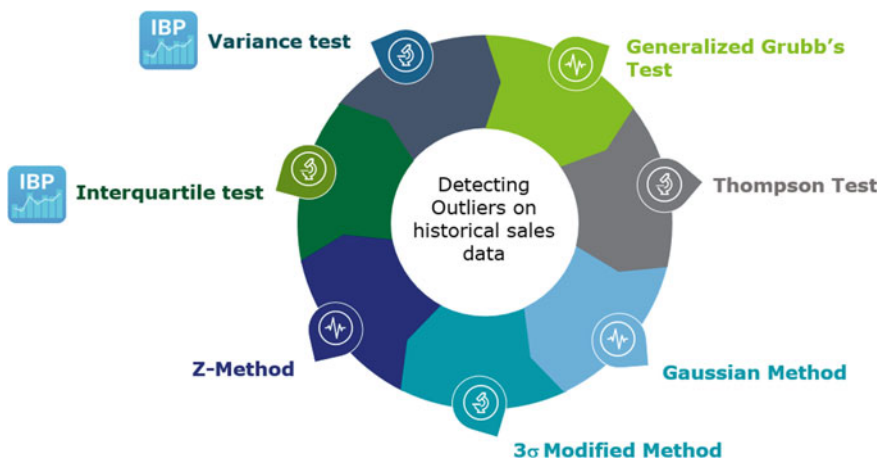 IBP
Variance test
Generalized Grubb's
Test
IBP
Interquartile test
Detecting
Outliers on
historical sales
data
Thompson Test
Z-Method
Gaussian Method
3σ Modified Method